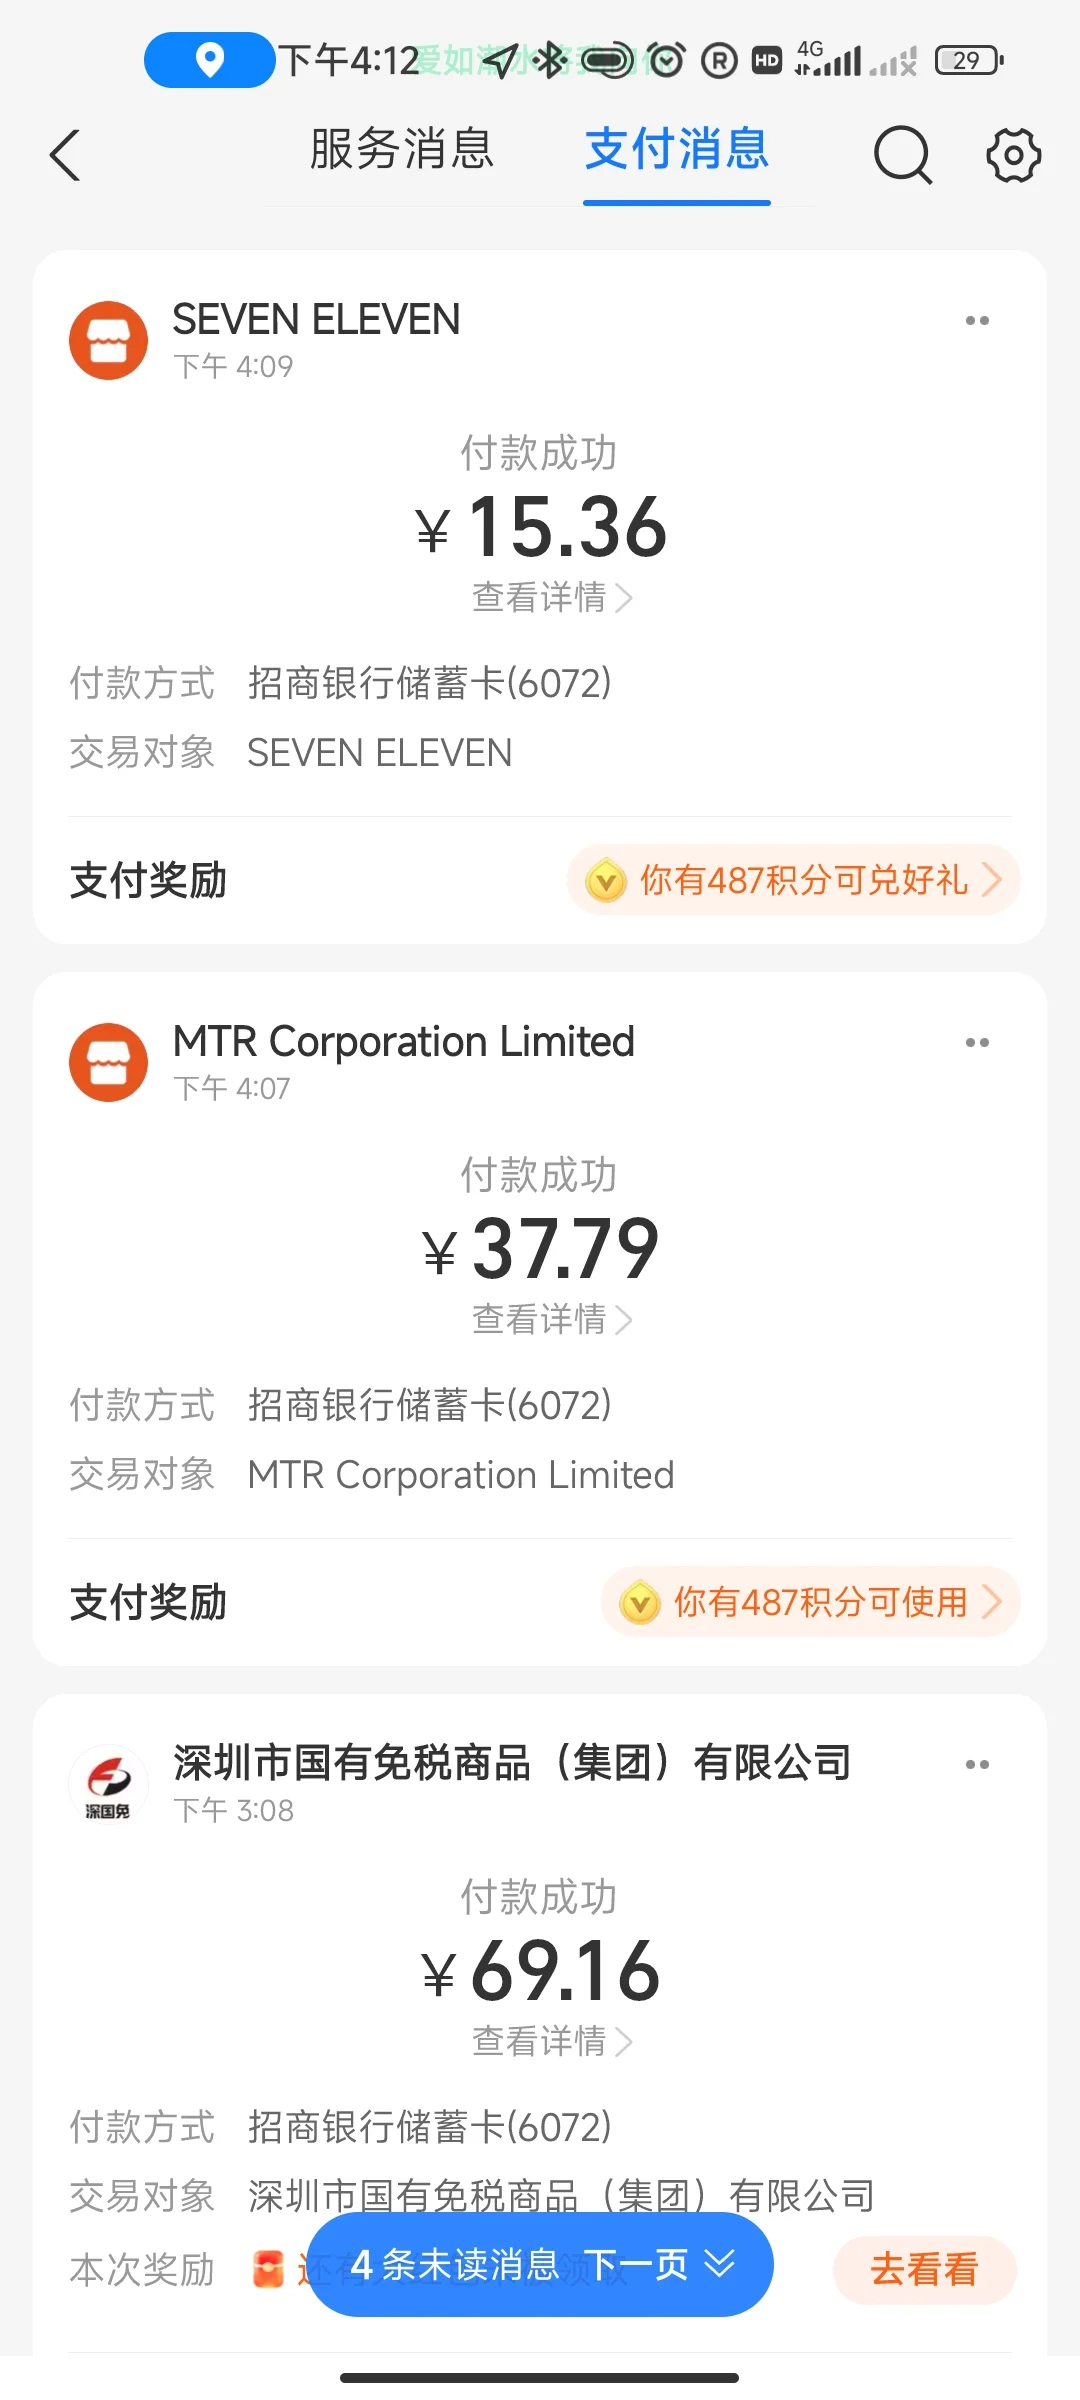 下午4:12
4G
HD
R
29
服务消息
支付消息
SEVEN ELEVEN
下午 4:09
付款成功
¥15.36
查看详情
付款方式 招商银行储蓄卡(6072)
交易对象 SEVEN ELEVEN
支付奖励
你有487积分可兑好礼
MTR Corporation Limited
下午 4:07
付款成功
¥37.79
查看详情
付款方式 招商银行储蓄卡(6072)
交易对象 MTR Corporation Limited
支付奖励
你有487积分可使用
深圳市国有免税商品（集团）有限公司
深国免
下午 3:08
付款成功
¥69.16
查看详情
付款方式 招商银行储蓄卡(6072)
交易对象 深圳市国有免税商品（集团）有限公司
本次奖励
4 条未读消息 下一页
去看看